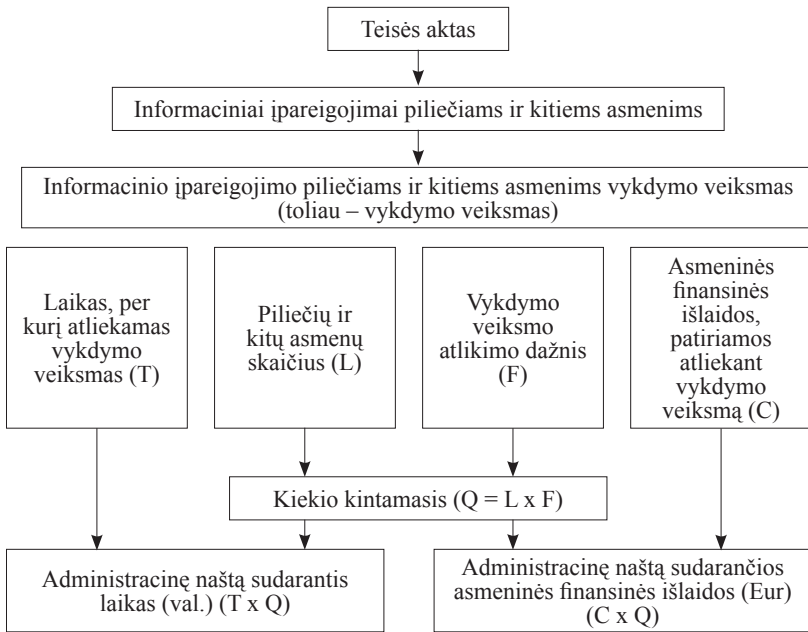 Teisės aktas
Informaciniai įpareigojimai piliečiams ir kitiems asmenims
Informacinio įpareigojimo piliečiams ir kitiems asmenims vykdymo veiksmas
(toliau – vykdymo veiksmas)
Laikas, per
kurį atliekamas
vykdymo
veiksmas (T)
Piliečių ir
kitų asmenų
skaičius (L)
Vykdymo
veiksmo
atlikimo dažnis
(F)
Asmeninės
finansinės
išlaidos,
patiriamos
atliekant
vykdymo
veiksmą (C)
Kiekio kintamasis (Q = L x F)
Administracinę naštą sudarantis
laikas (val.) (T x Q)
Administracinę naštą sudarančios
asmeninės finansinės išlaidos (Eur)
(C x Q)